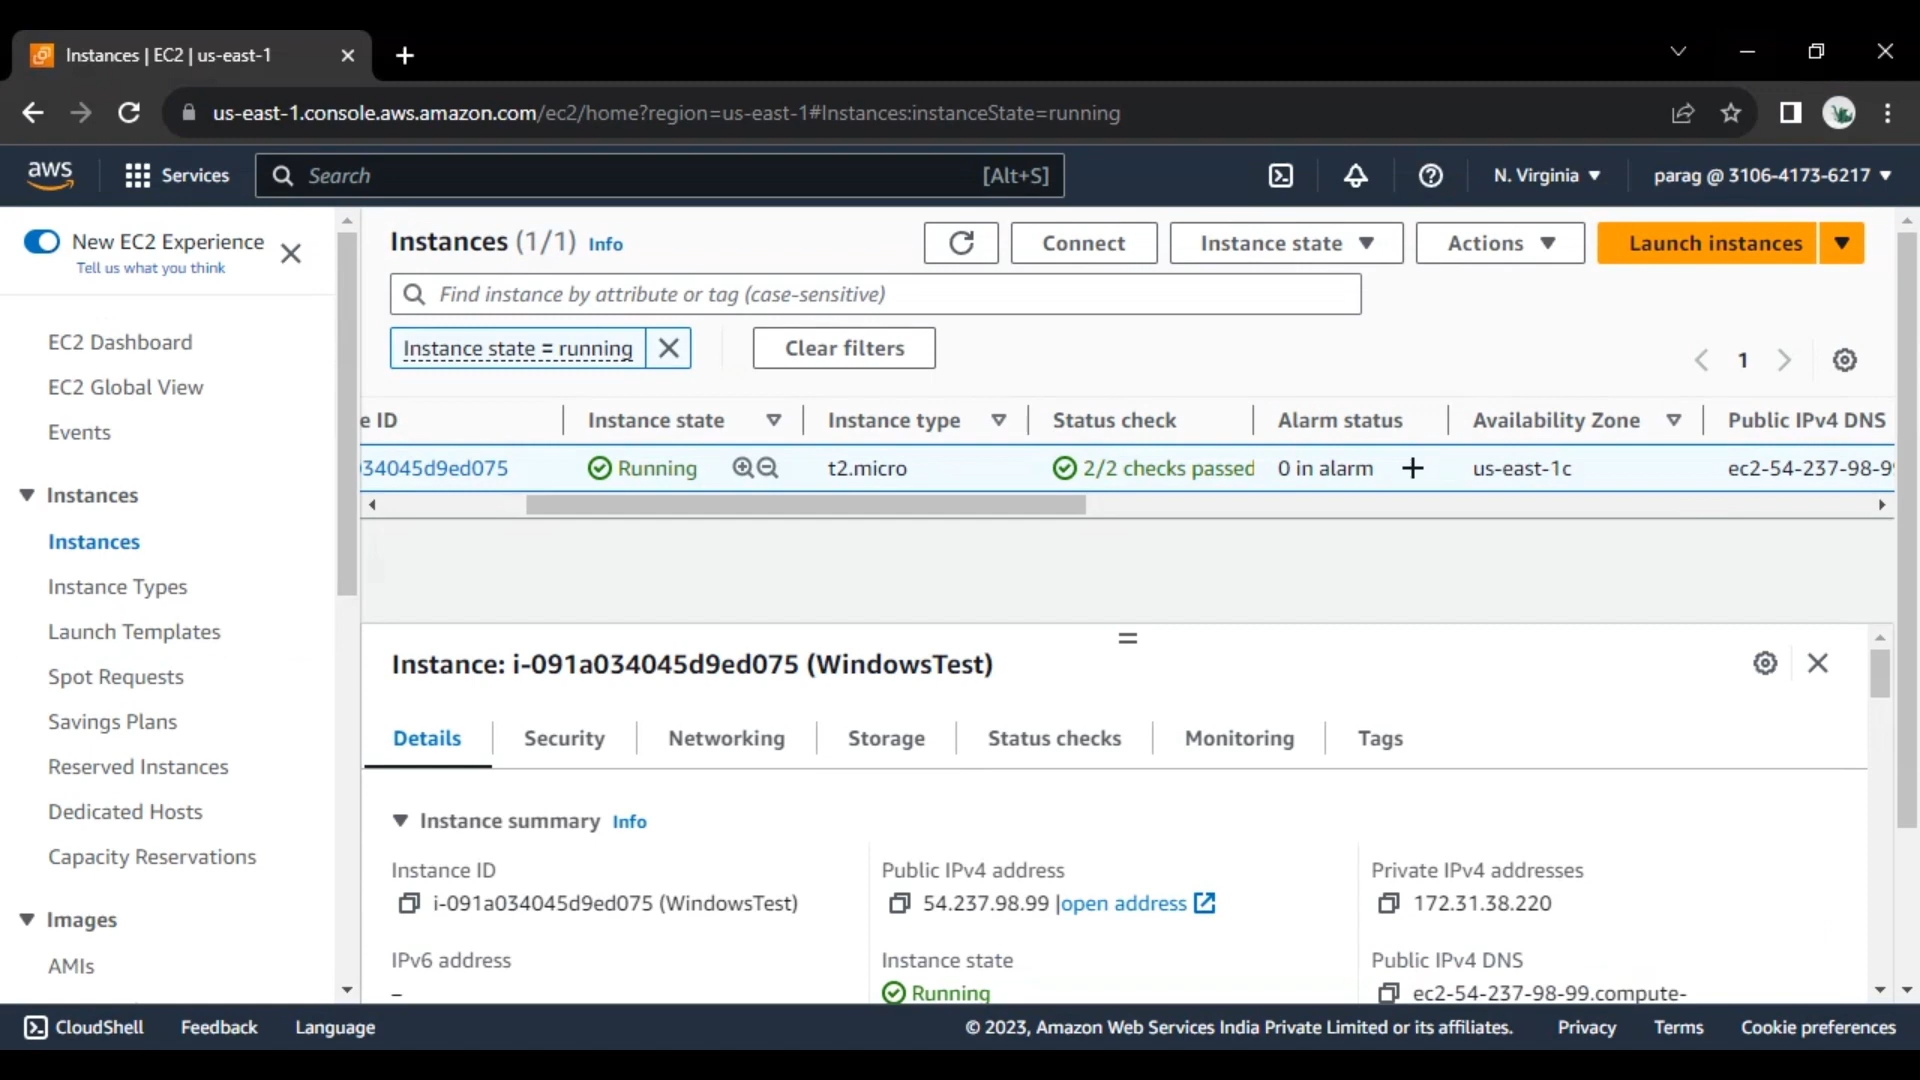 Instances | EC2 | us-east-1
us-east-1.console.aws.amazon.com/ec2/home?region=us-east-1#Instances:instanceState=running
aws Services Search [Alt+S] N. Virginia parag @ 3106-4173-6217
New EC2 Experience
Tell us what you think
EC2 Dashboard
EC2 Global View
Events
Instances
Instances
Instance Types
Launch Templates
Spot Requests
Savings Plans
Reserved Instances
Dedicated Hosts
Capacity Reservations
Images
AMIs
Instances (1/1) Info Connect Instance state Actions Launch instances
Find instance by attribute or tag (case-sensitive)
Instance state = running Clear filters
1
e ID Instance state Instance type Status check Alarm status Availability Zone Public IPv4 DNS
34045d9ed075 Running t2.micro 2/2 checks passed 0 in alarm us-east-1c ec2-54-237-98-9
Instance: i-091a034045d9ed075 (WindowsTest)
Details Security Networking Storage Status checks Monitoring Tags
Instance summary Info
Instance ID Public IPv4 address Private IPv4 addresses
i-091a034045d9ed075 (WindowsTest) 54.237.98.99 |open address 172.31.38.220
IPv6 address Instance state Public IPv4 DNS
– Running ec2-54-237-98-99.compute-
CloudShell Feedback Language © 2023, Amazon Web Services India Private Limited or its affiliates. Privacy Terms Cookie preferences